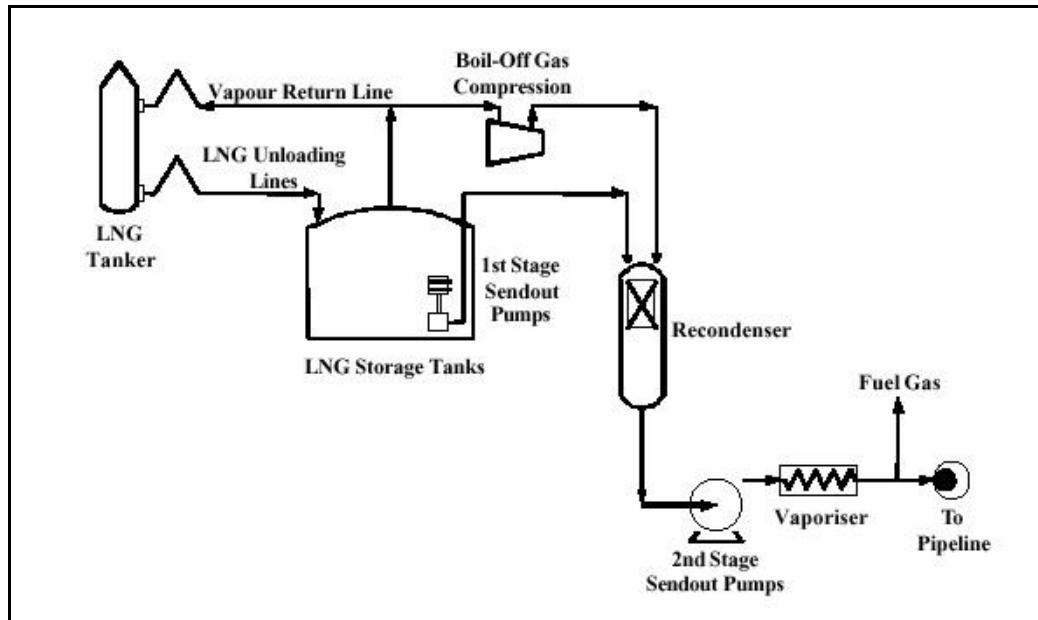 Boil-Off Gas
Compression
Vapour Return Line
LNG Unloading
Lines
LNG
Tanker
1st Stage
Sendout
Pumps
LNG Storage Tanks
Recondenser
Fuel Gas
Vaporiser
To
Pipeline
2nd Stage
Sendout Pumps